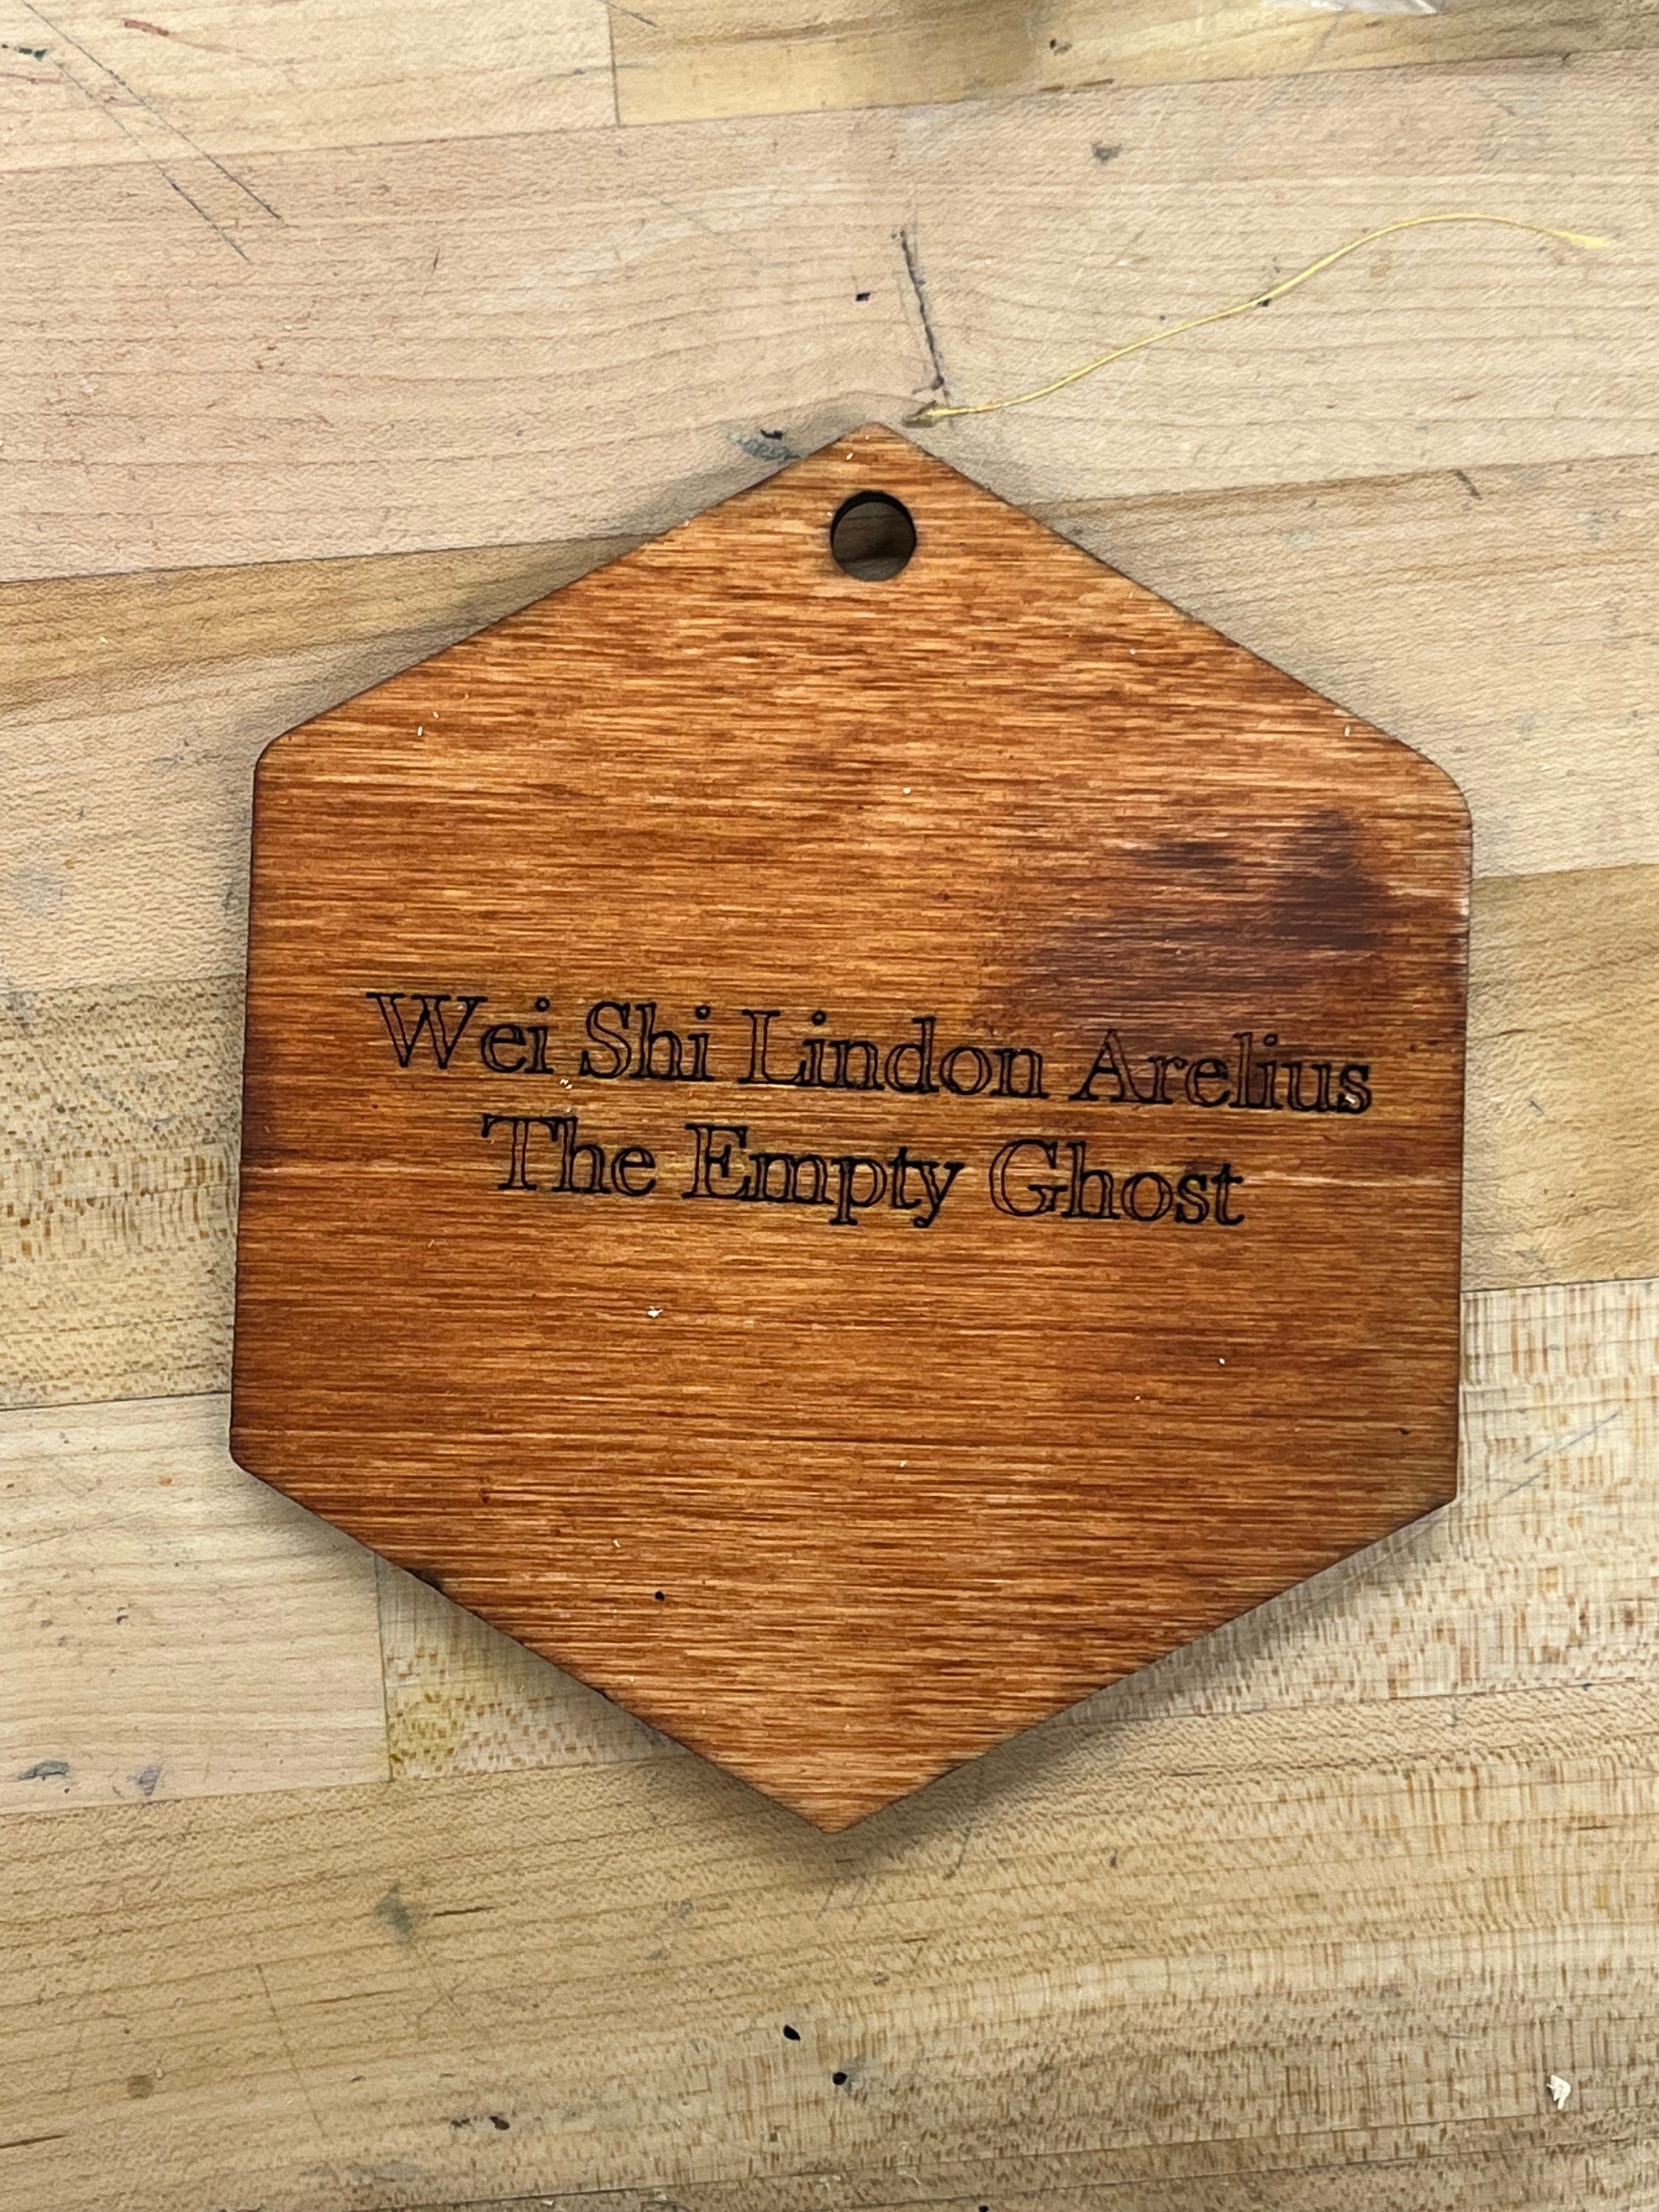 Wei Shi Lindon Arelius
The Empty Ghost